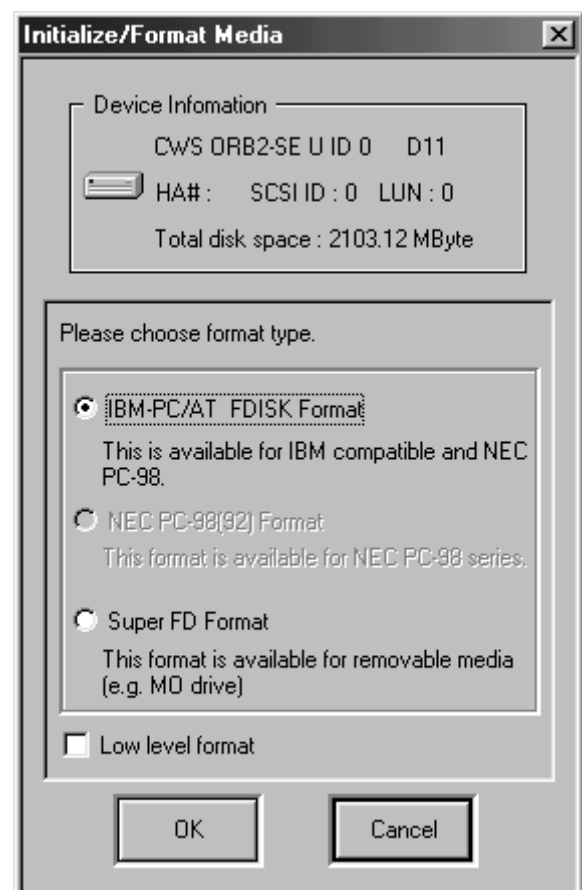 Initialize/Format Media
Device Infomation
CWS ORB2-SE U ID 0 D11
HA# : SCSI ID : 0 LUN : 0
Total disk space : 2103.12 MByte
Please choose format type.
IBM-PC/AT FDISK Format
This is available for IBM compatible and NEC
PC-98.
NEC PC-98(92) Format
This format is available for NEC PC-98 series.
Super FD Format
This format is available for removable media
(e.g. MO drive)
Low level format
OK Cancel